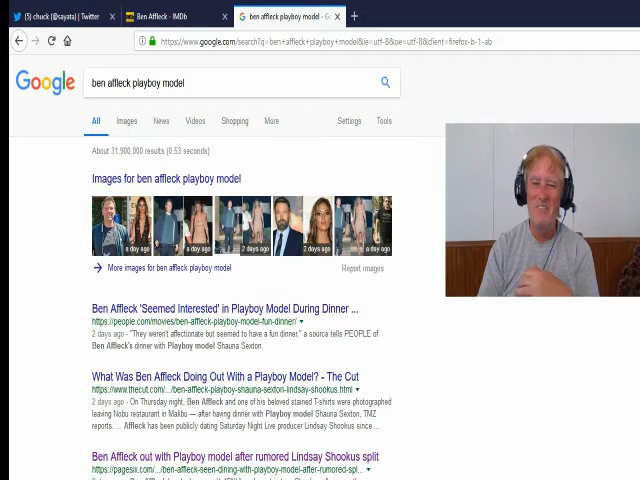 (5) chuck (@sayata) | Twitter
Ben Affleck - IMDb
ben affleck playboy model - Go
https://www.google.com/search?q=ben+affleck+playboy+model&ie=utf-8&oe=utf-8&client=firefox-b-1-ab
Google
ben affleck playboy model
All Images News Videos Shopping More Settings Tools
About 31,900,000 results (0.53 seconds)
Images for ben affleck playboy model
a day ago a day ago 2 days ago 2 days ago a day ago
More images for ben affleck playboy model
Report images
Ben Affleck 'Seemed Interested' in Playboy Model During Dinner ...
https://people.com/movies/ben-affleck-playboy-model-fun-dinner/
2 days ago - "They weren't affectionate but seemed to have a fun dinner," a source tells PEOPLE of
Ben Affleck's dinner with Playboy model Shauna Sexton.
What Was Ben Affleck Doing Out With a Playboy Model? - The Cut
https://www.thecut.com/.../ben-affleck-playboy-shauna-sexton-lindsay-shookus.html
2 days ago - On Thursday night, Ben Affleck and one of his beloved stained T-shirts were photographed
leaving Nobu restaurant in Malibu — after having dinner with Playboy model Shauna Sexton, TMZ
reports. ... Affleck has been publicly dating Saturday Night Live producer Lindsay Shookus since ...
Ben Affleck out with Playboy model after rumored Lindsay Shookus split
https://pagesix.com/.../ben-affleck-seen-dining-with-playboy-model-after-rumored-spl...